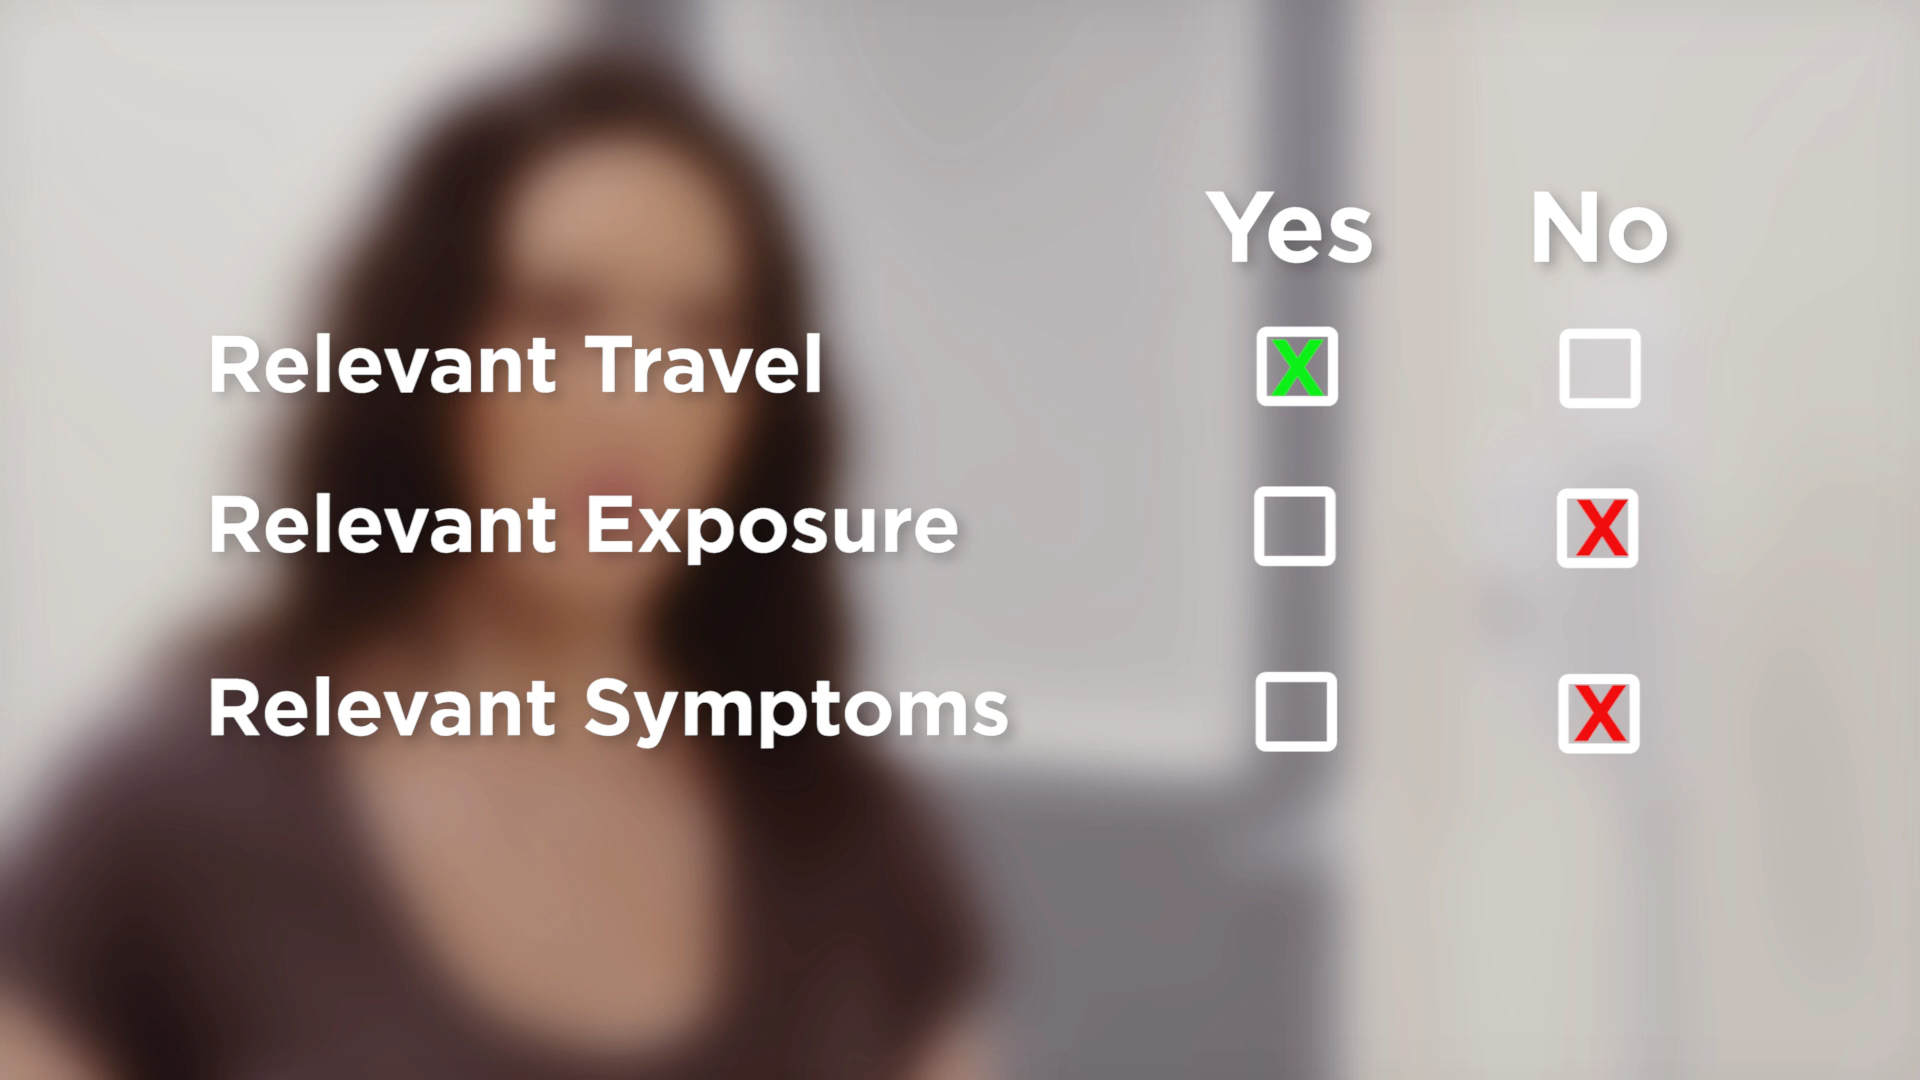 Yes No
Relevant Travel X
Relevant Exposure X
Relevant Symptoms X